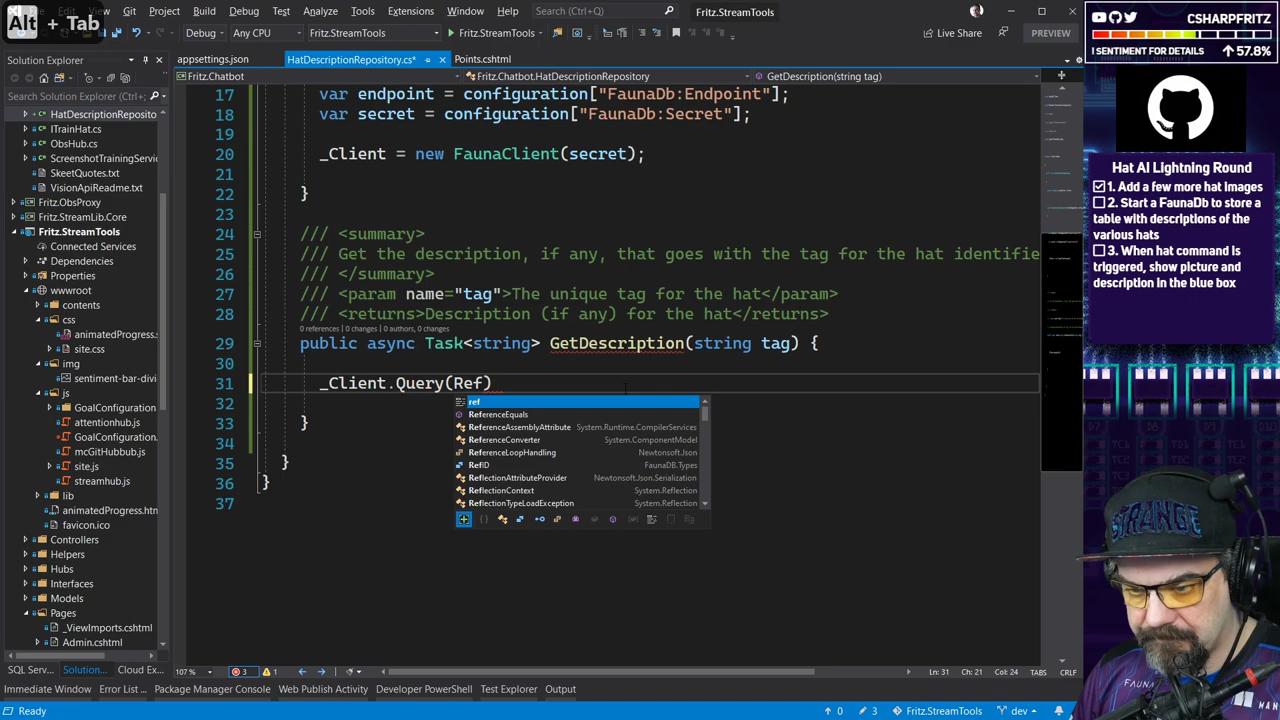 Alt + Tab
File Edit View Git Project Build Debug Test Analyze Tools Extensions Window Help Search (Ctrl+Q) Fritz.StreamTools
Debug Any CPU Fritz.StreamTools Fritz.StreamTools Live Share PREVIEW
Solution Explorer
Search Solution Explorer (Ctrl+
HatDescriptionReposito
ITrainHat.cs
ObsHub.cs
ScreenshotTrainingServic
SkeetQuotes.txt
VisionApiReadme.txt
Fritz.ObsProxy
Fritz.StreamLib.Core
Fritz.StreamTools
Connected Services
Dependencies
Properties
wwwroot
contents
css
animatedProgress.s
site.css
img
sentiment-bar-divi
js
GoalConfiguration
attentionhub.js
GoalConfiguration.
mcGitHubbub.js
site.js
streamhub.js
lib
animatedProgress.htn
favicon.ico
Controllers
Helpers
Hubs
Interfaces
Models
Pages
_ViewImports.cshtml
Admin.cshtml
SQL Serv... Solution... Cloud Ex...
appsettings.json HatDescriptionRepository.cs* Points.cshtml
Fritz.Chatbot Fritz.Chatbot.HatDescriptionRepository GetDescription(string tag)
17 var endpoint = configuration["FaunaDb:Endpoint"];
18 var secret = configuration["FaunaDb:Secret"];
19
20 _Client = new FaunaClient(secret);
21
22 }
23
24 /// <summary>
25 /// Get the description, if any, that goes with the tag for the hat identifie
26 /// </summary>
27 /// <param name="tag">The unique tag for the hat</param>
28 /// <returns>Description (if any) for the hat</returns>
0 references | 0 changes | 0 authors, 0 changes
29 public async Task<string> GetDescription(string tag) {
30
31 _Client.Query(Ref)
32
33 }
34
35 }
36 }
37
ref
ReferenceEquals
ReferenceAssemblyAttribute System.Runtime.CompilerServices
ReferenceConverter System.ComponentModel
ReferenceLoopHandling Newtonsoft.Json
RefID FaunaDB.Types
ReflectionAttributeProvider Newtonsoft.Json.Serialization
ReflectionContext System.Reflection
ReflectionTypeLoadException System.Reflection
107 % 3 1 Ln: 31 Ch: 21 Col: 24 TABS CRLF
Immediate Window Error List ... Package Manager Console Web Publish Activity Developer PowerShell Test Explorer Output
Ready 0 3 Fritz.StreamTools dev
CSHARPFRITZ
! SENTIMENT FOR DETAILS 57.8%
Hat AI Lightning Round
1. Add a few more hat images
2. Start a FaunaDb to store a
table with descriptions of the
various hats
3. When hat command is
triggered, show picture and
description in the blue box
STRANGE
FAUNA